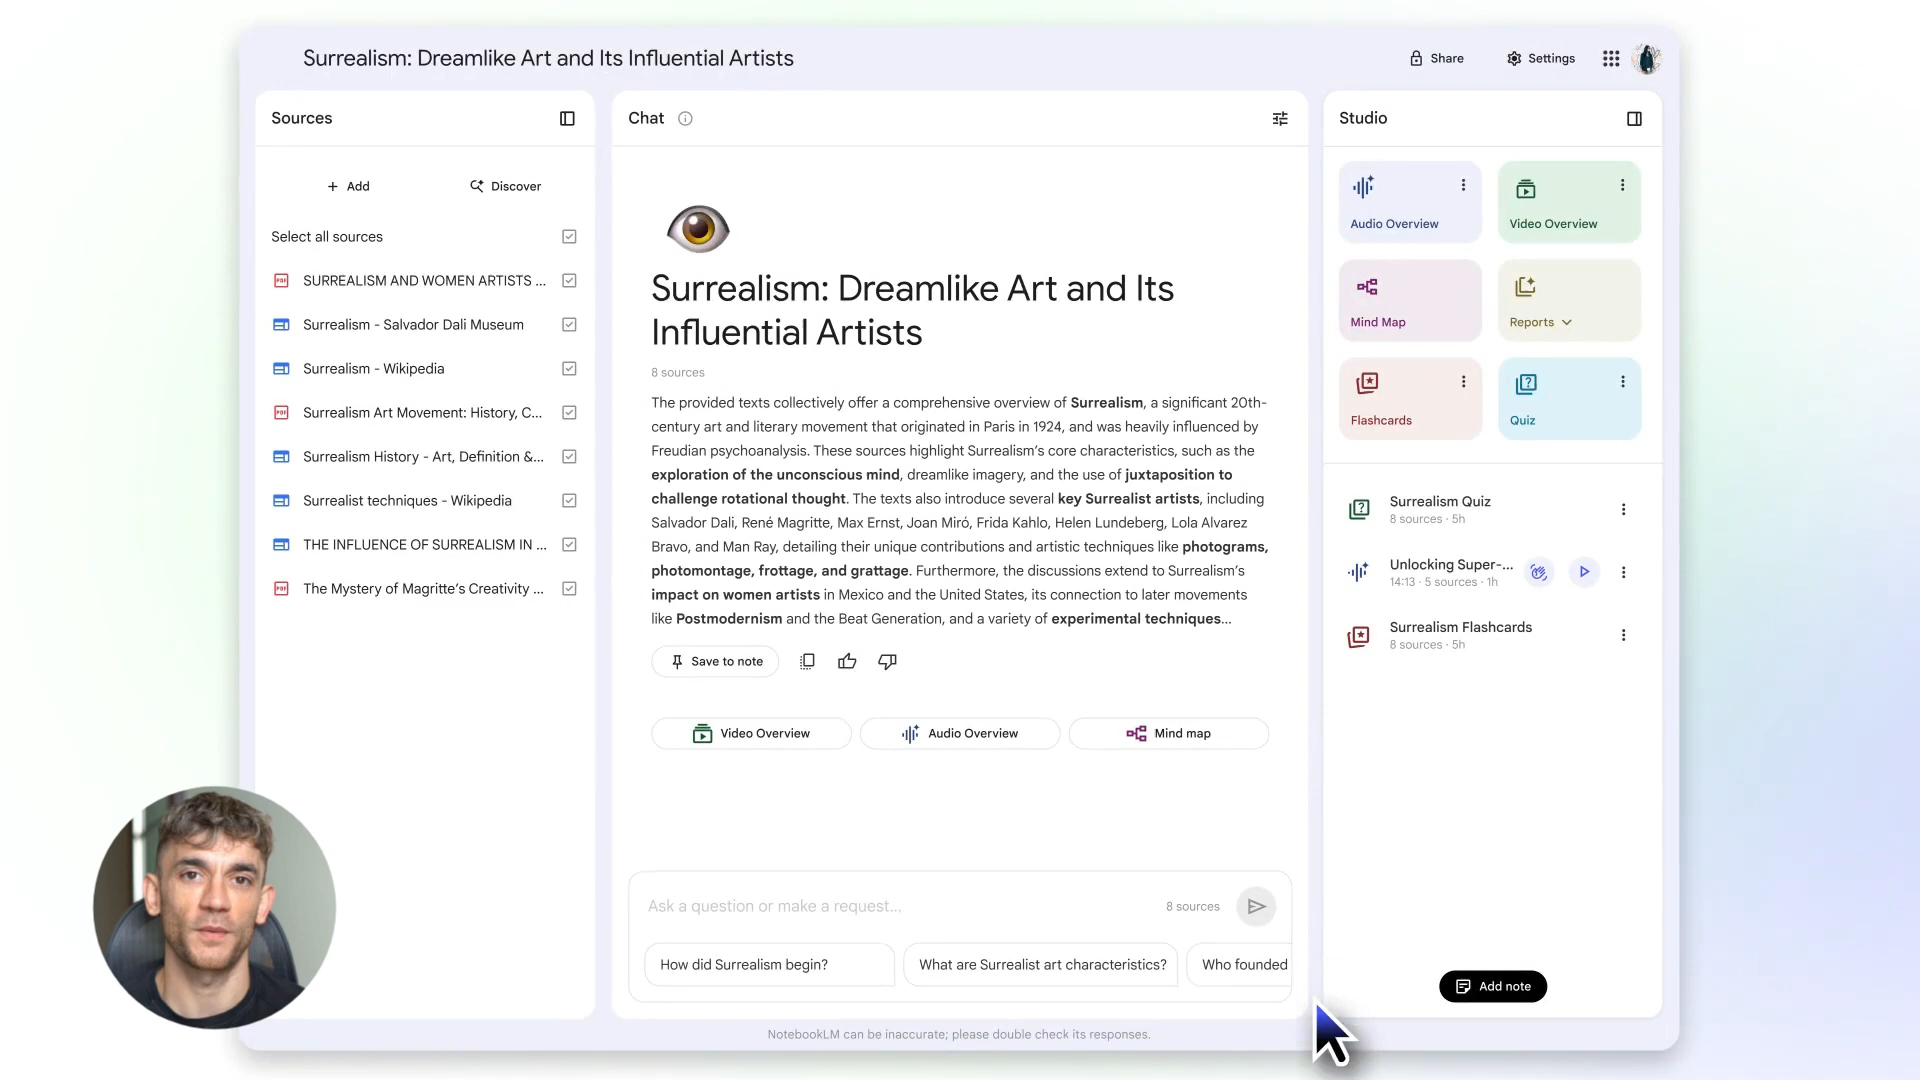 Surrealism: Dreamlike Art and Its Influential Artists
Share
Settings
Sources
Add
Discover
Select all sources
SURREALISM AND WOMEN ARTISTS ...
Surrealism - Salvador Dali Museum
Surrealism - Wikipedia
Surrealism Art Movement: History, C...
Surrealism History - Art, Definition &...
Surrealist techniques - Wikipedia
THE INFLUENCE OF SURREALISM IN ...
The Mystery of Magritte's Creativity ...
Chat
Surrealism: Dreamlike Art and Its
Influential Artists
8 sources
The provided texts collectively offer a comprehensive overview of Surrealism, a significant 20th-
century art and literary movement that originated in Paris in 1924, and was heavily influenced by
Freudian psychoanalysis. These sources highlight Surrealism's core characteristics, such as the
exploration of the unconscious mind, dreamlike imagery, and the use of juxtaposition to
challenge rotational thought. The texts also introduce several key Surrealist artists, including
Salvador Dali, René Magritte, Max Ernst, Joan Miró, Frida Kahlo, Helen Lundeberg, Lola Alvarez
Bravo, and Man Ray, detailing their unique contributions and artistic techniques like photograms,
photomontage, frottage, and grattage. Furthermore, the discussions extend to Surrealism's
impact on women artists in Mexico and the United States, its connection to later movements
like Postmodernism and the Beat Generation, and a variety of experimental techniques...
Save to note
Video Overview
Audio Overview
Mind map
Ask a question or make a request...
8 sources
How did Surrealism begin?
What are Surrealist art characteristics?
Who founded
NotebookLM can be inaccurate; please double check its responses.
Studio
Audio Overview
Video Overview
Mind Map
Reports
Flashcards
Quiz
Surrealism Quiz
8 sources · 5h
Unlocking Super-...
14:13 · 5 sources · 1h
Surrealism Flashcards
8 sources · 5h
Add note